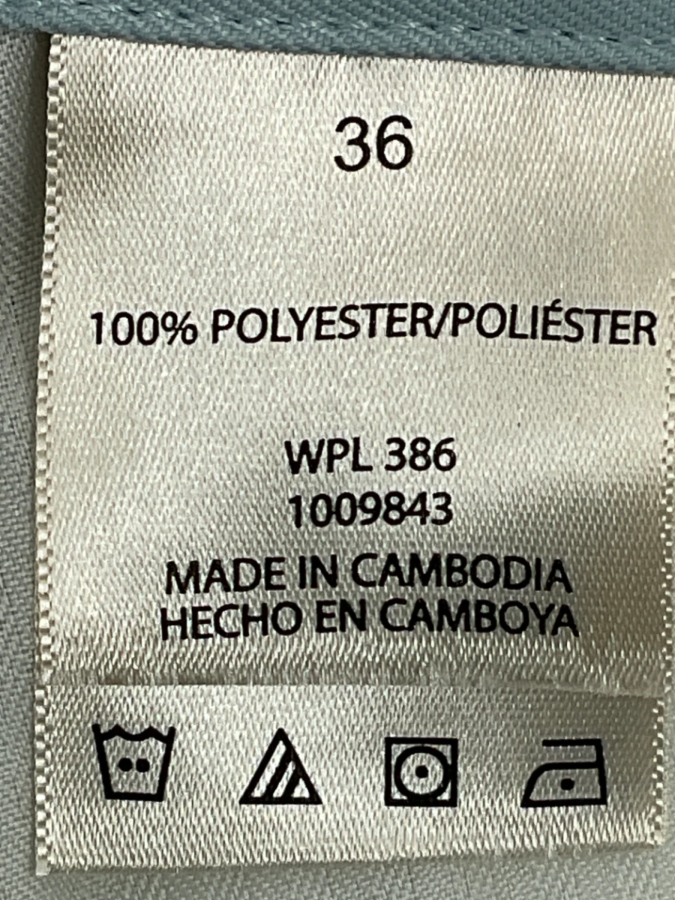 36
100% POLYESTER/POLIÉSTER
WPL 386
1009843
MADE IN CAMBODIA
HECHO EN CAMBOYA